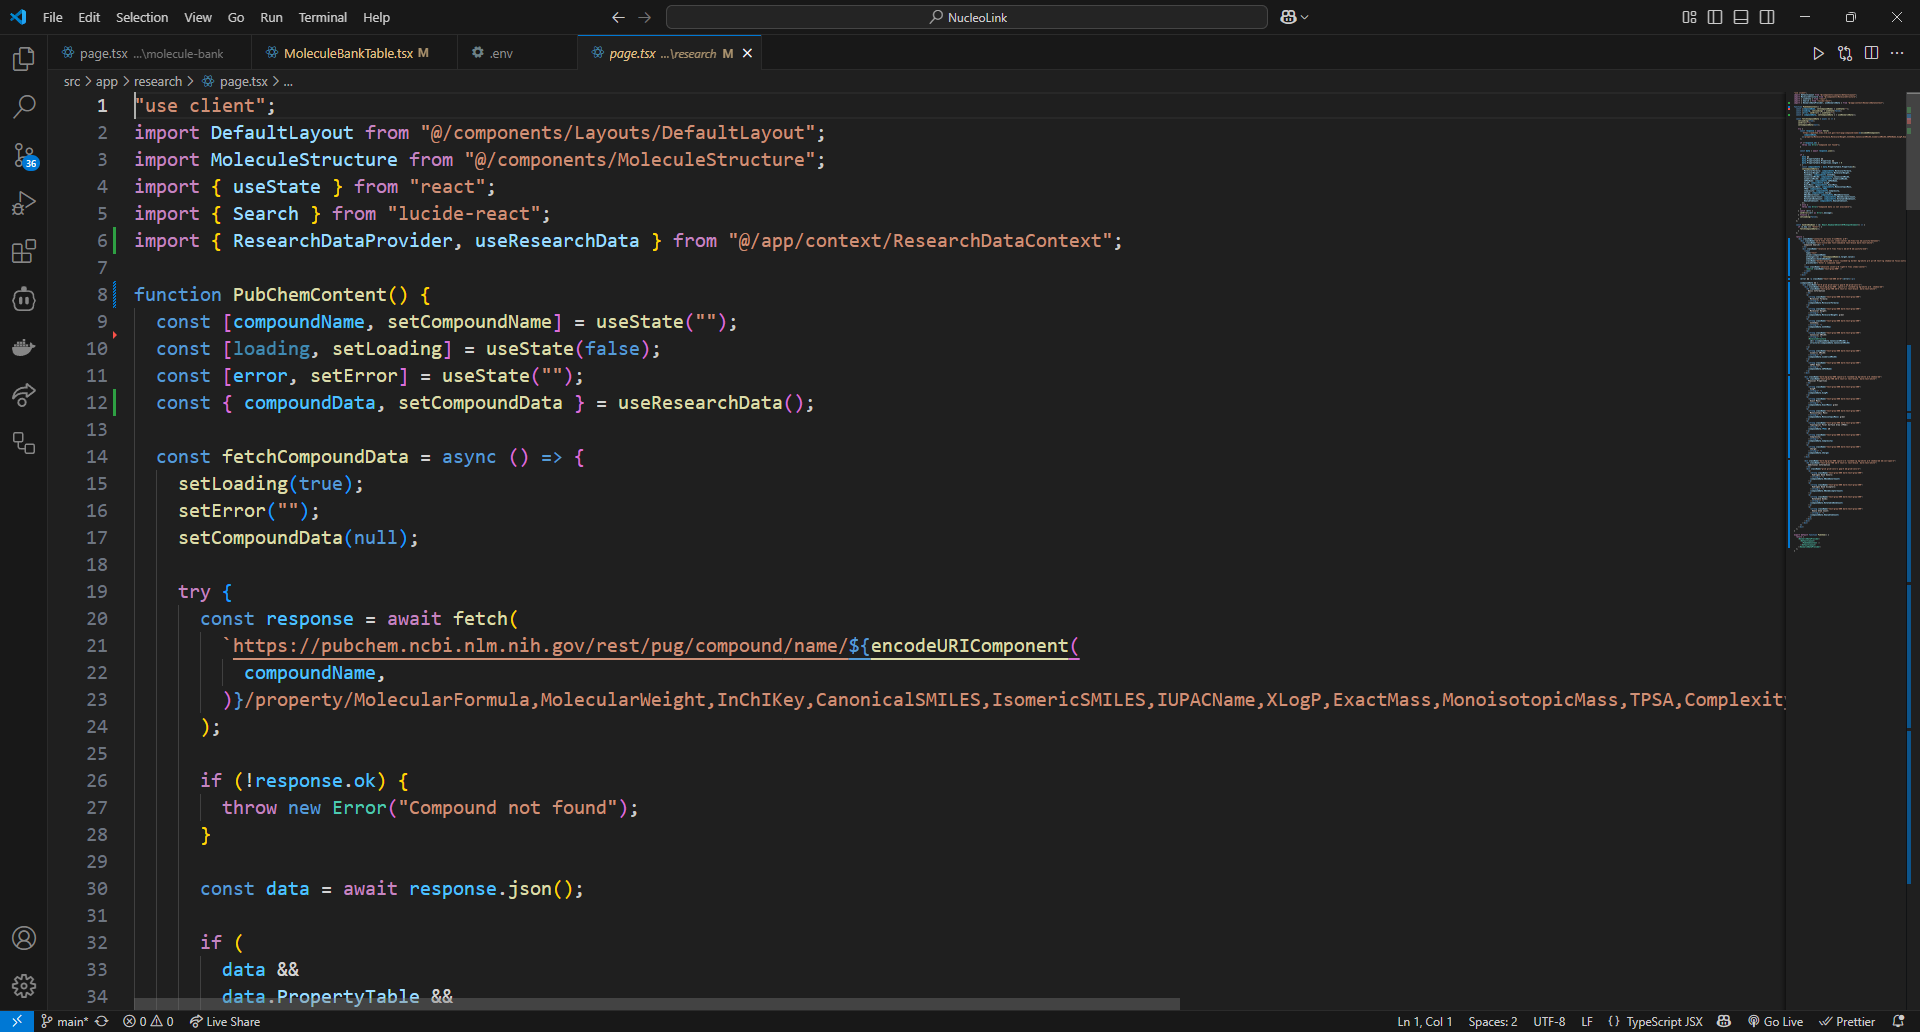 File Edit Selection View Go Run Terminal Help
NucleoLink
page.tsx ...\molecule-bank
MoleculeBankTable.tsx M
.env
page.tsx ...\research M
src > app > research > page.tsx > ...
1 "use client";
2 import DefaultLayout from "@/components/Layouts/DefaultLayout";
3 import MoleculeStructure from "@/components/MoleculeStructure";
4 import { useState } from "react";
5 import { Search } from "lucide-react";
6 import { ResearchDataProvider, useResearchData } from "@/app/context/ResearchDataContext";
7
8 function PubChemContent() {
9 const [compoundName, setCompoundName] = useState("");
10 const [loading, setLoading] = useState(false);
11 const [error, setError] = useState("");
12 const { compoundData, setCompoundData } = useResearchData();
13
14 const fetchCompoundData = async () => {
15 setLoading(true);
16 setError("");
17 setCompoundData(null);
18
19 try {
20 const response = await fetch(
21 `https://pubchem.ncbi.nlm.nih.gov/rest/pug/compound/name/${encodeURIComponent(
22 compoundName,
23 )}/property/MolecularFormula,MolecularWeight,InChIKey,CanonicalSMILES,IsomericSMILES,IUPACName,XLogP,ExactMass,MonoisotopicMass,TPSA,Complexity
24 );
25
26 if (!response.ok) {
27 throw new Error("Compound not found");
28 }
29
30 const data = await response.json();
31
32 if (
33 data &&
34 data.PropertyTable &&
36
main* 0 0 Live Share
Ln 1, Col 1 Spaces: 2 UTF-8 LF {} TypeScript JSX Go Live Prettier